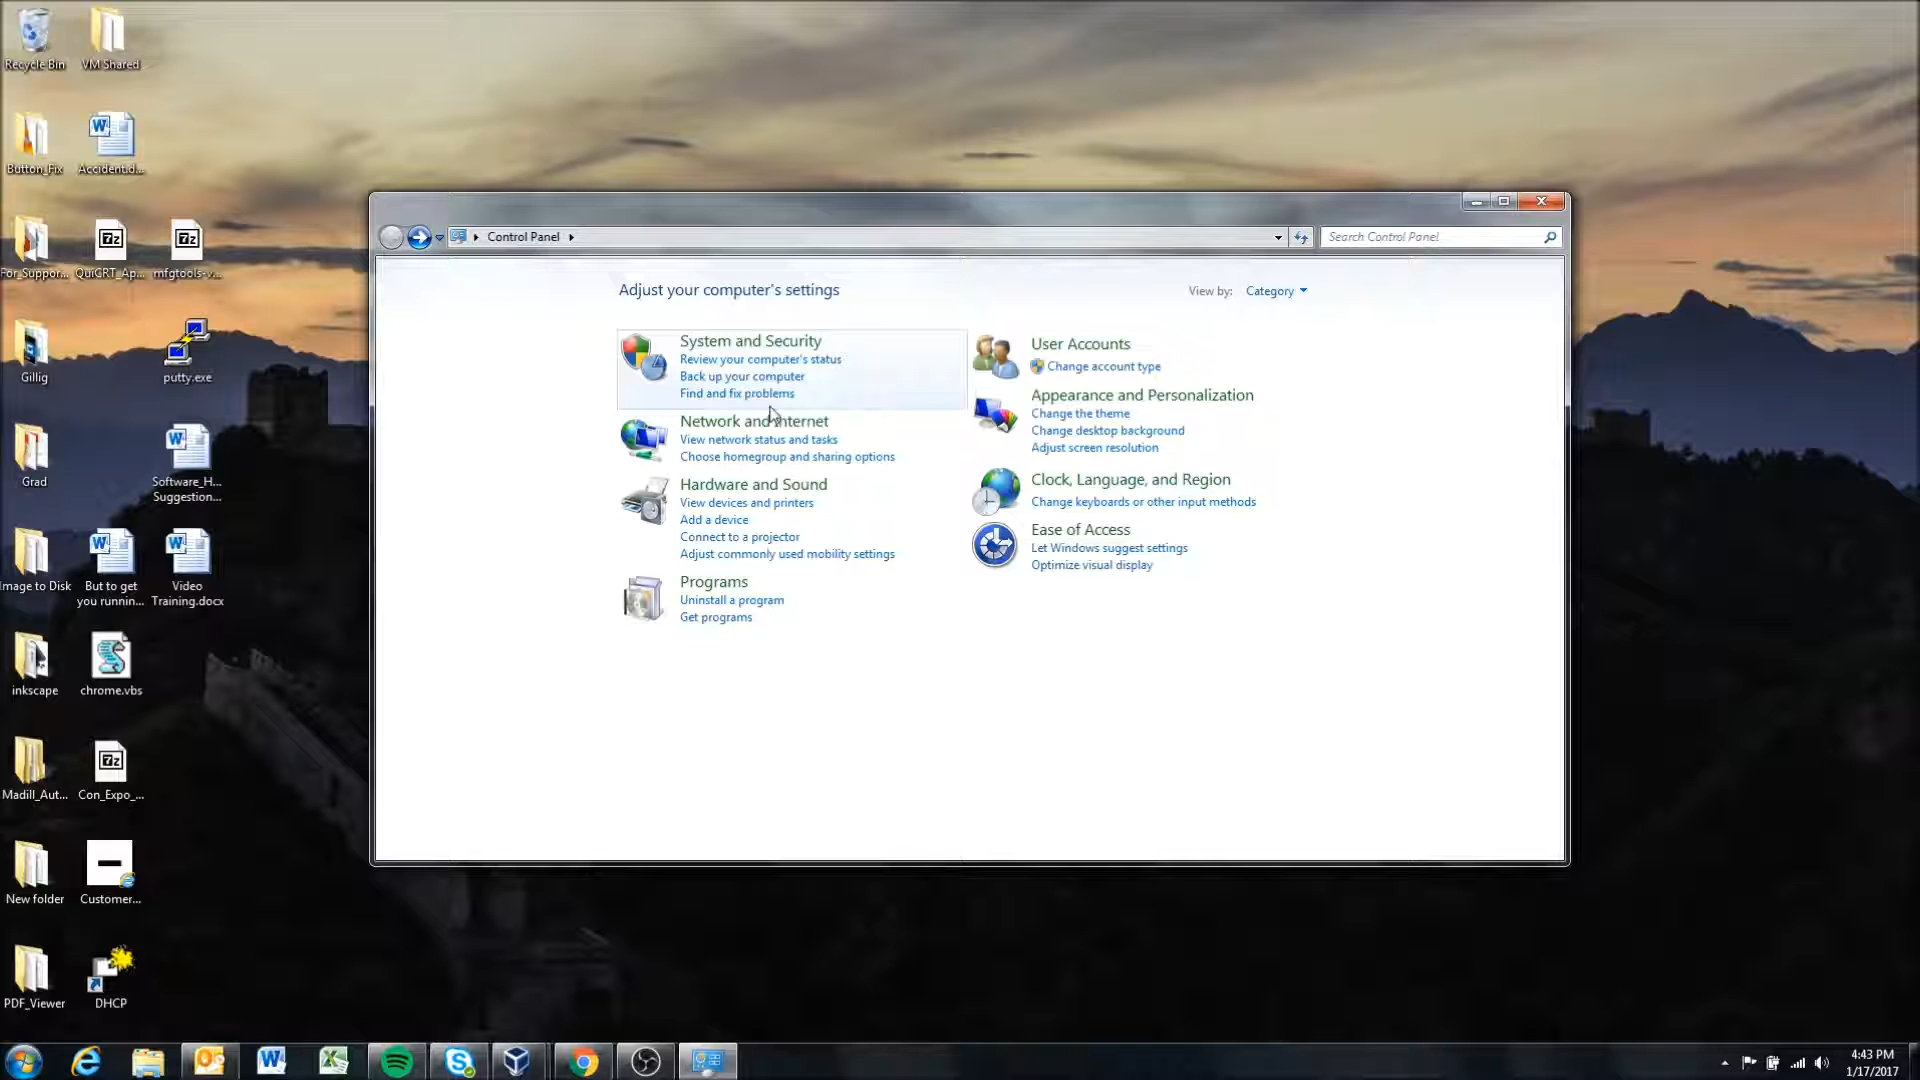 Recycle Bin
VM Shared
Button_Fix
Accident.d...
For_Suppor...
QuiGRT_Ap...
mfgtools-v...
Gillig
putty.exe
Grad
Software_H...
Suggestion...
Image to Disk
But to get
you runnin...
Video
Training.docx
inkscape
chrome.vbs
Madill_Aut...
Con_Expo_...
New folder
Customer...
PDF_Viewer
DHCP
Control Panel
Search Control Panel
Adjust your computer's settings
View by: Category
System and Security
Review your computer's status
Back up your computer
Find and fix problems
Network and Internet
View network status and tasks
Choose homegroup and sharing options
Hardware and Sound
View devices and printers
Add a device
Connect to a projector
Adjust commonly used mobility settings
Programs
Uninstall a program
Get programs
User Accounts
Change account type
Appearance and Personalization
Change the theme
Change desktop background
Adjust screen resolution
Clock, Language, and Region
Change keyboards or other input methods
Ease of Access
Let Windows suggest settings
Optimize visual display
4:43 PM
1/17/2017